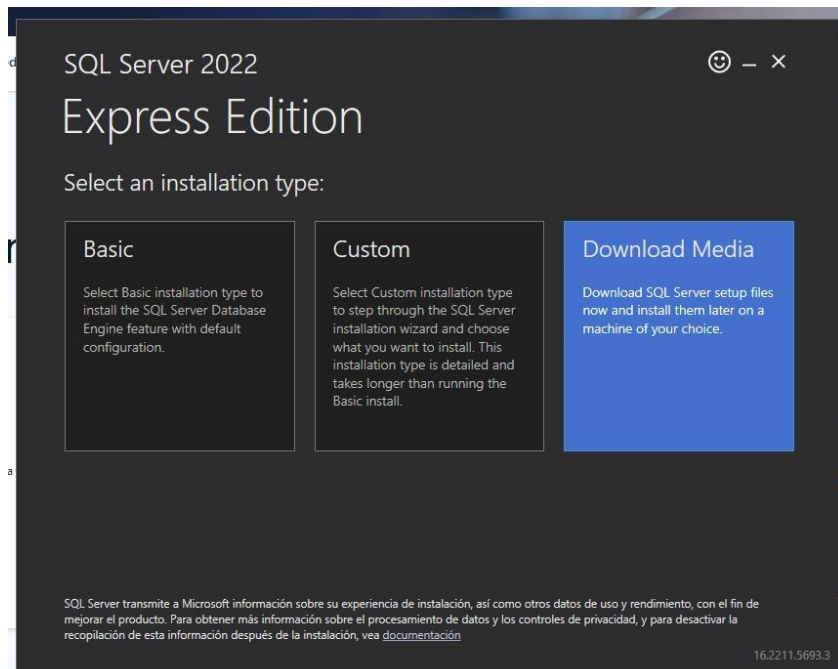 SQL Server 2022
Express Edition
Select an installation type:
Basic
Select Basic installation type to
install the SQL Server Database
Engine feature with default
configuration.
Custom
Select Custom installation type
to step through the SQL Server
installation wizard and choose
what you want to install. This
installation type is detailed and
takes longer than running the
Basic install.
Download Media
Download SQL Server setup files
now and install them later on a
machine of your choice.
SQL Server transmite a Microsoft información sobre su experiencia de instalación, así como otros datos de uso y rendimiento, con el fin de
mejorar el producto. Para obtener más información sobre el procesamiento de datos y los controles de privacidad, y para desactivar la
recopilación de esta información después de la instalación, vea documentación
16.2211.5693.3